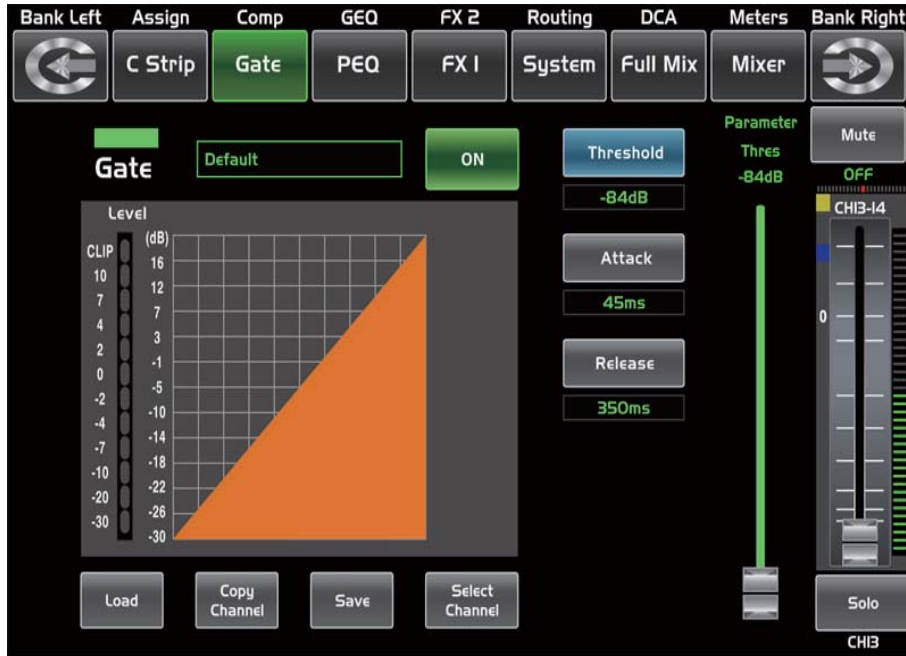 Bank Left Assign Comp GEQ FX 2 Routing DCA Meters Bank Right
C Strip Gate PEQ FX 1 System Full Mix Mixer
Gate
Default
ON
Threshold
-84dB
Attack
45ms
Release
350ms
Parameter
Thres
-84dB
Mute
OFF
CH13-14
0
Level
CLIP
10
7
4
2
0
-2
-4
-7
-10
-20
-30
(dB)
16
12
7
3
-1
-5
-10
-14
-18
-22
-26
-30
Load
Copy
Channel
Save
Select
Channel
Solo
CH13